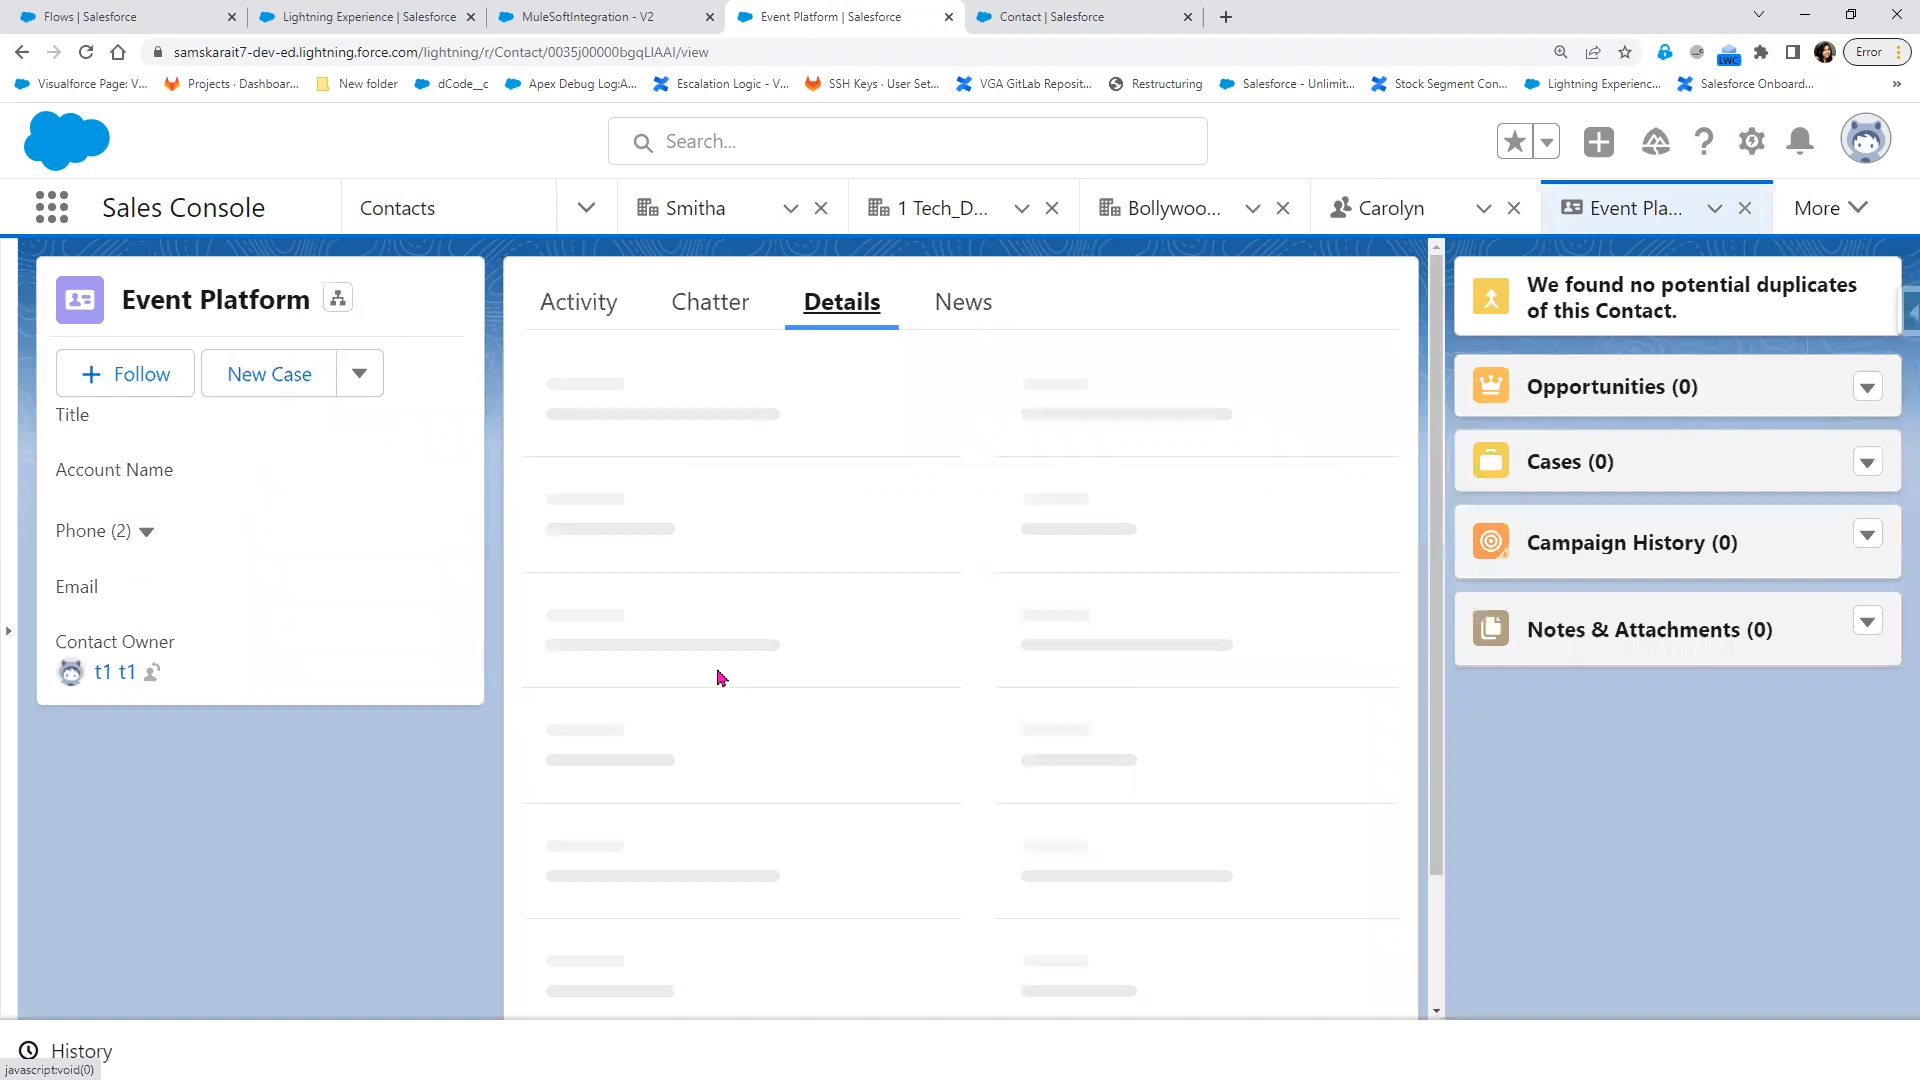 Flows | Salesforce
Lightning Experience | Salesforce
MuleSoftIntegration - V2
Event Platform | Salesforce
Contact | Salesforce
samskarait7-dev-ed.lightning.force.com/lightning/r/Contact/0035j00000bgqLIAAI/view
Error
Visualforce Page: V...
Projects · Dashboar...
New folder
dCode__c
Apex Debug Log:A...
Escalation Logic - V...
SSH Keys · User Set...
VGA GitLab Reposit...
Restructuring
Salesforce - Unlimit...
Stock Segment Con...
Lightning Experienc...
Salesforce Onboard...
»
LWC
Search...
Sales Console
Contacts
Smitha
1 Tech_D...
Bollywoo...
Carolyn
Event Pla...
More
Event Platform
Follow
New Case
Title
Account Name
Phone (2)
Email
Contact Owner
t1 t1
Activity
Chatter
Details
News
We found no potential duplicates
of this Contact.
Opportunities (0)
Cases (0)
Campaign History (0)
Notes & Attachments (0)
History
javascript:void(0)